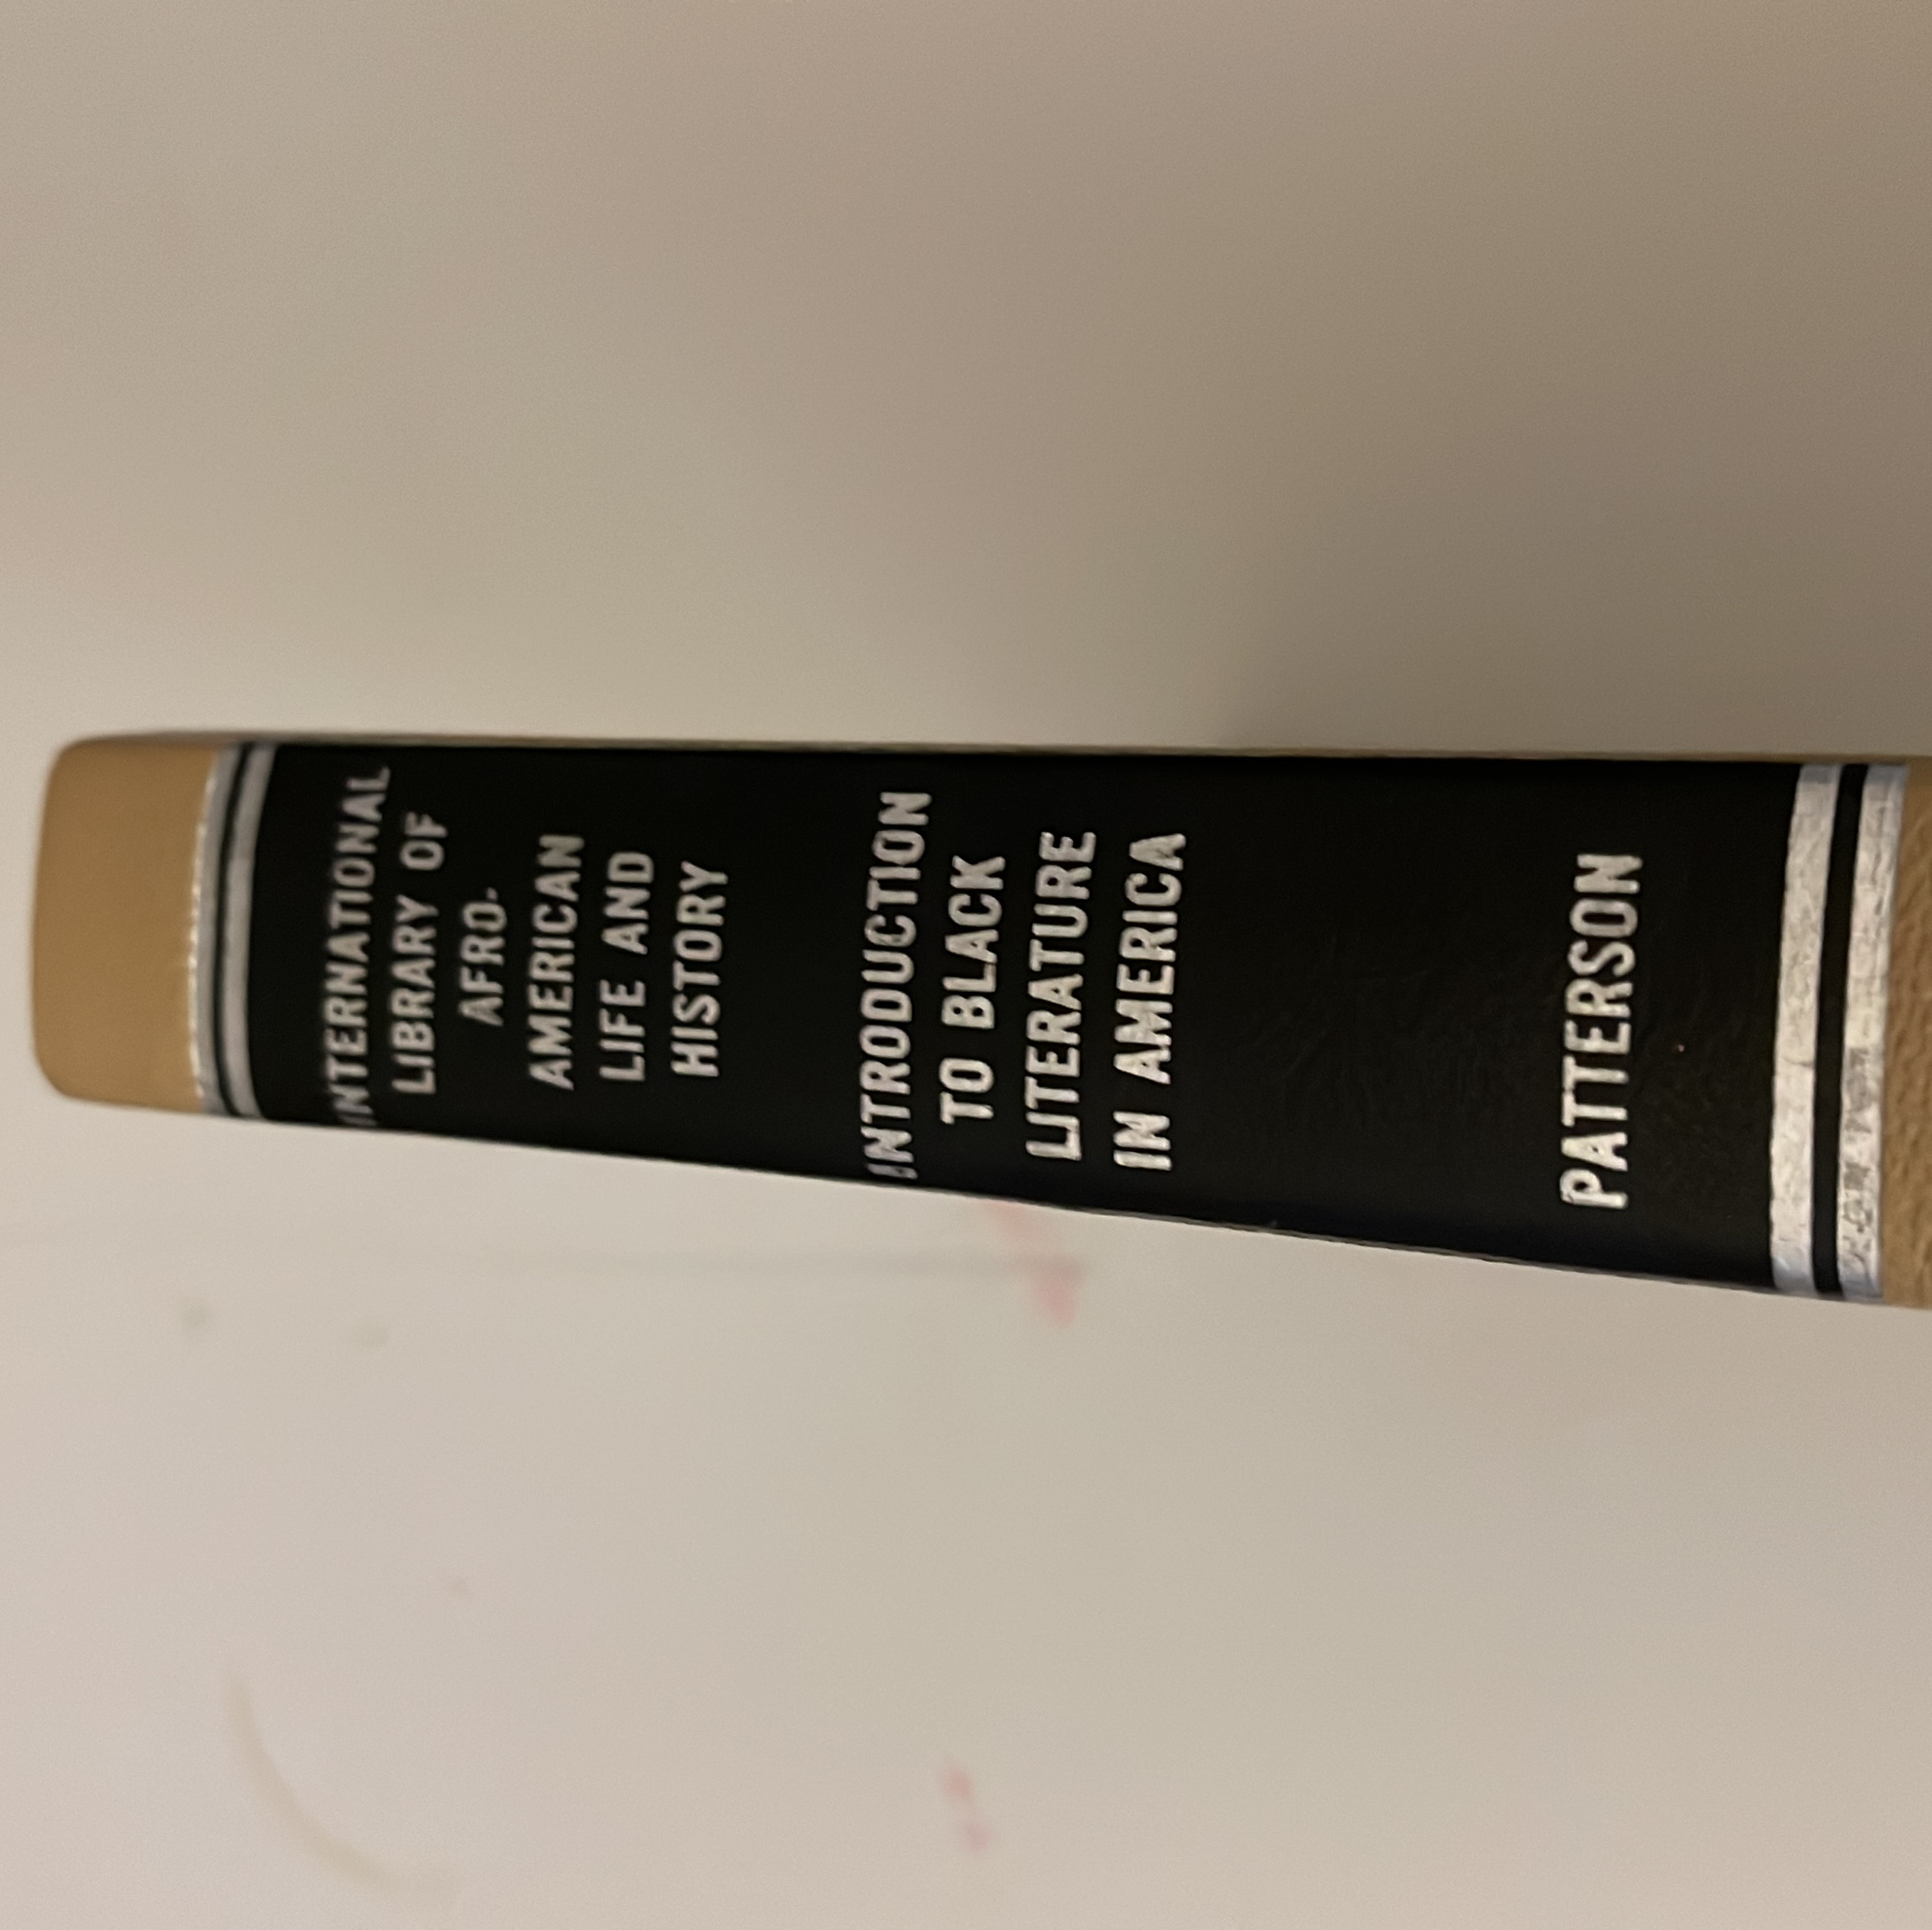 INTERNATIONAL
LIBRARY OF
AFRO-
AMERICAN
LIFE AND
HISTORY
INTRODUCTION
TO BLACK
LITERATURE
IN AMERICA
PATTERSON